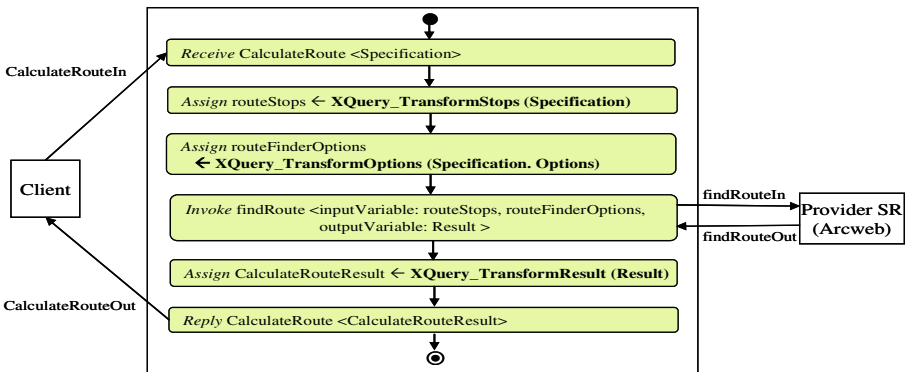 CalculateRouteIn
Client
CalculateRouteOut
Receive CalculateRoute <Specification>
Assign routeStops ← XQuery_TransformStops (Specification)
Assign routeFinderOptions
← XQuery_TransformOptions (Specification. Options)
Invoke findRoute <inputVariable: routeStops, routeFinderOptions,
outputVariable: Result >
Assign CalculateRouteResult ← XQuery_TransformResult (Result)
Reply CalculateRoute <CalculateRouteResult>
findRouteIn
Provider SR
(Arcweb)
findRouteOut